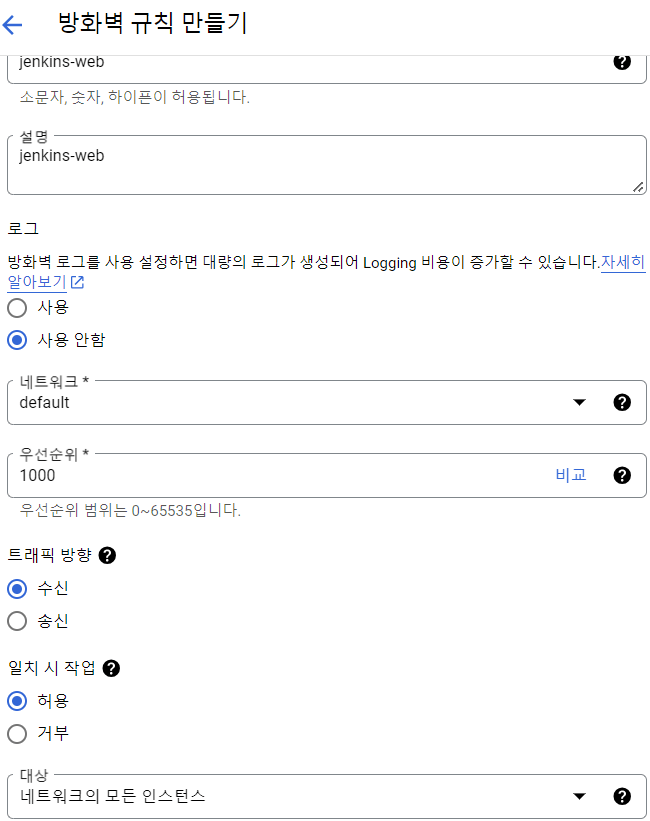 방화벽 규칙 만들기
jenkins-web
소문자, 숫자, 하이픈이 허용됩니다.
설명
jenkins-web
로그
방화벽 로그를 사용 설정하면 대량의 로그가 생성되어 Logging 비용이 증가할 수 있습니다.자세히
알아보기
사용
사용 안함
네트워크 *
default
우선순위 *
1000 비교
우선순위 범위는 0~65535입니다.
트래픽 방향
수신
송신
일치 시 작업
허용
거부
대상
네트워크의 모든 인스턴스